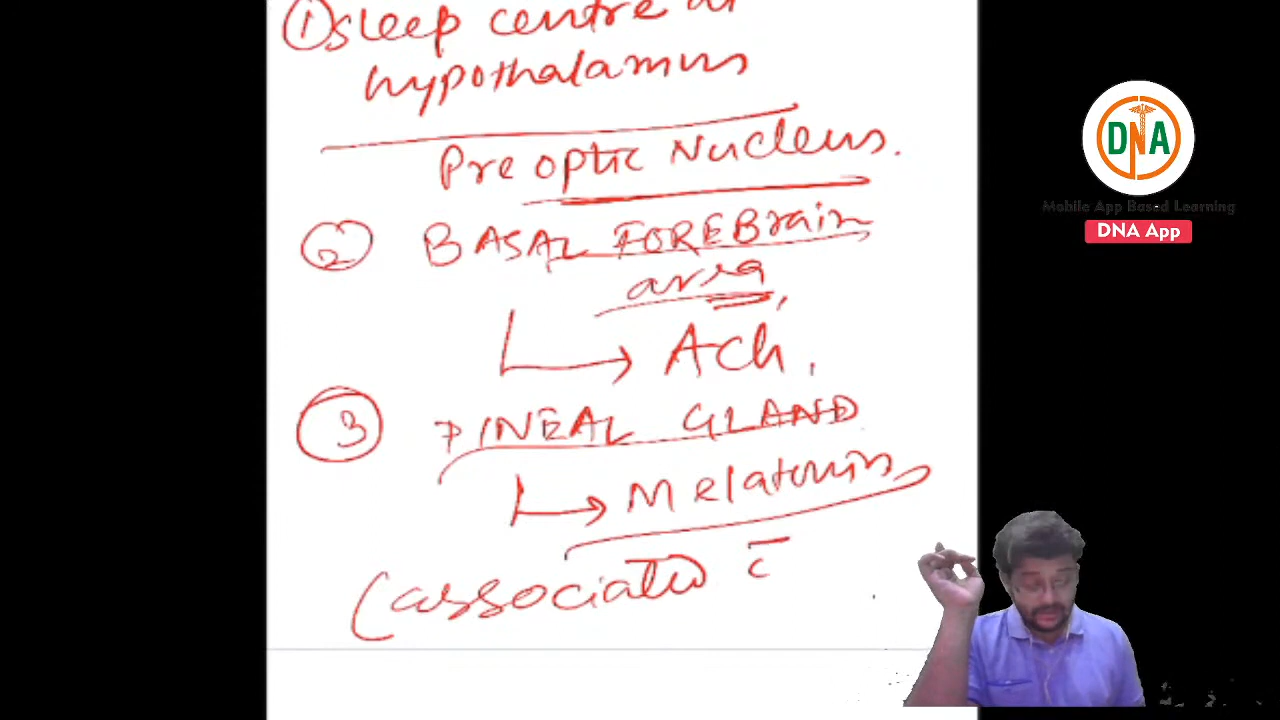 ① sleep centre at
hypothalamus
Pre optic Nucleus.
② BASAL FOREBrain
area,
→ Ach.
③ PINEAL GLAND
→ Melatonin
(associated c̄
DNA
Mobile App Based Learning
DNA App